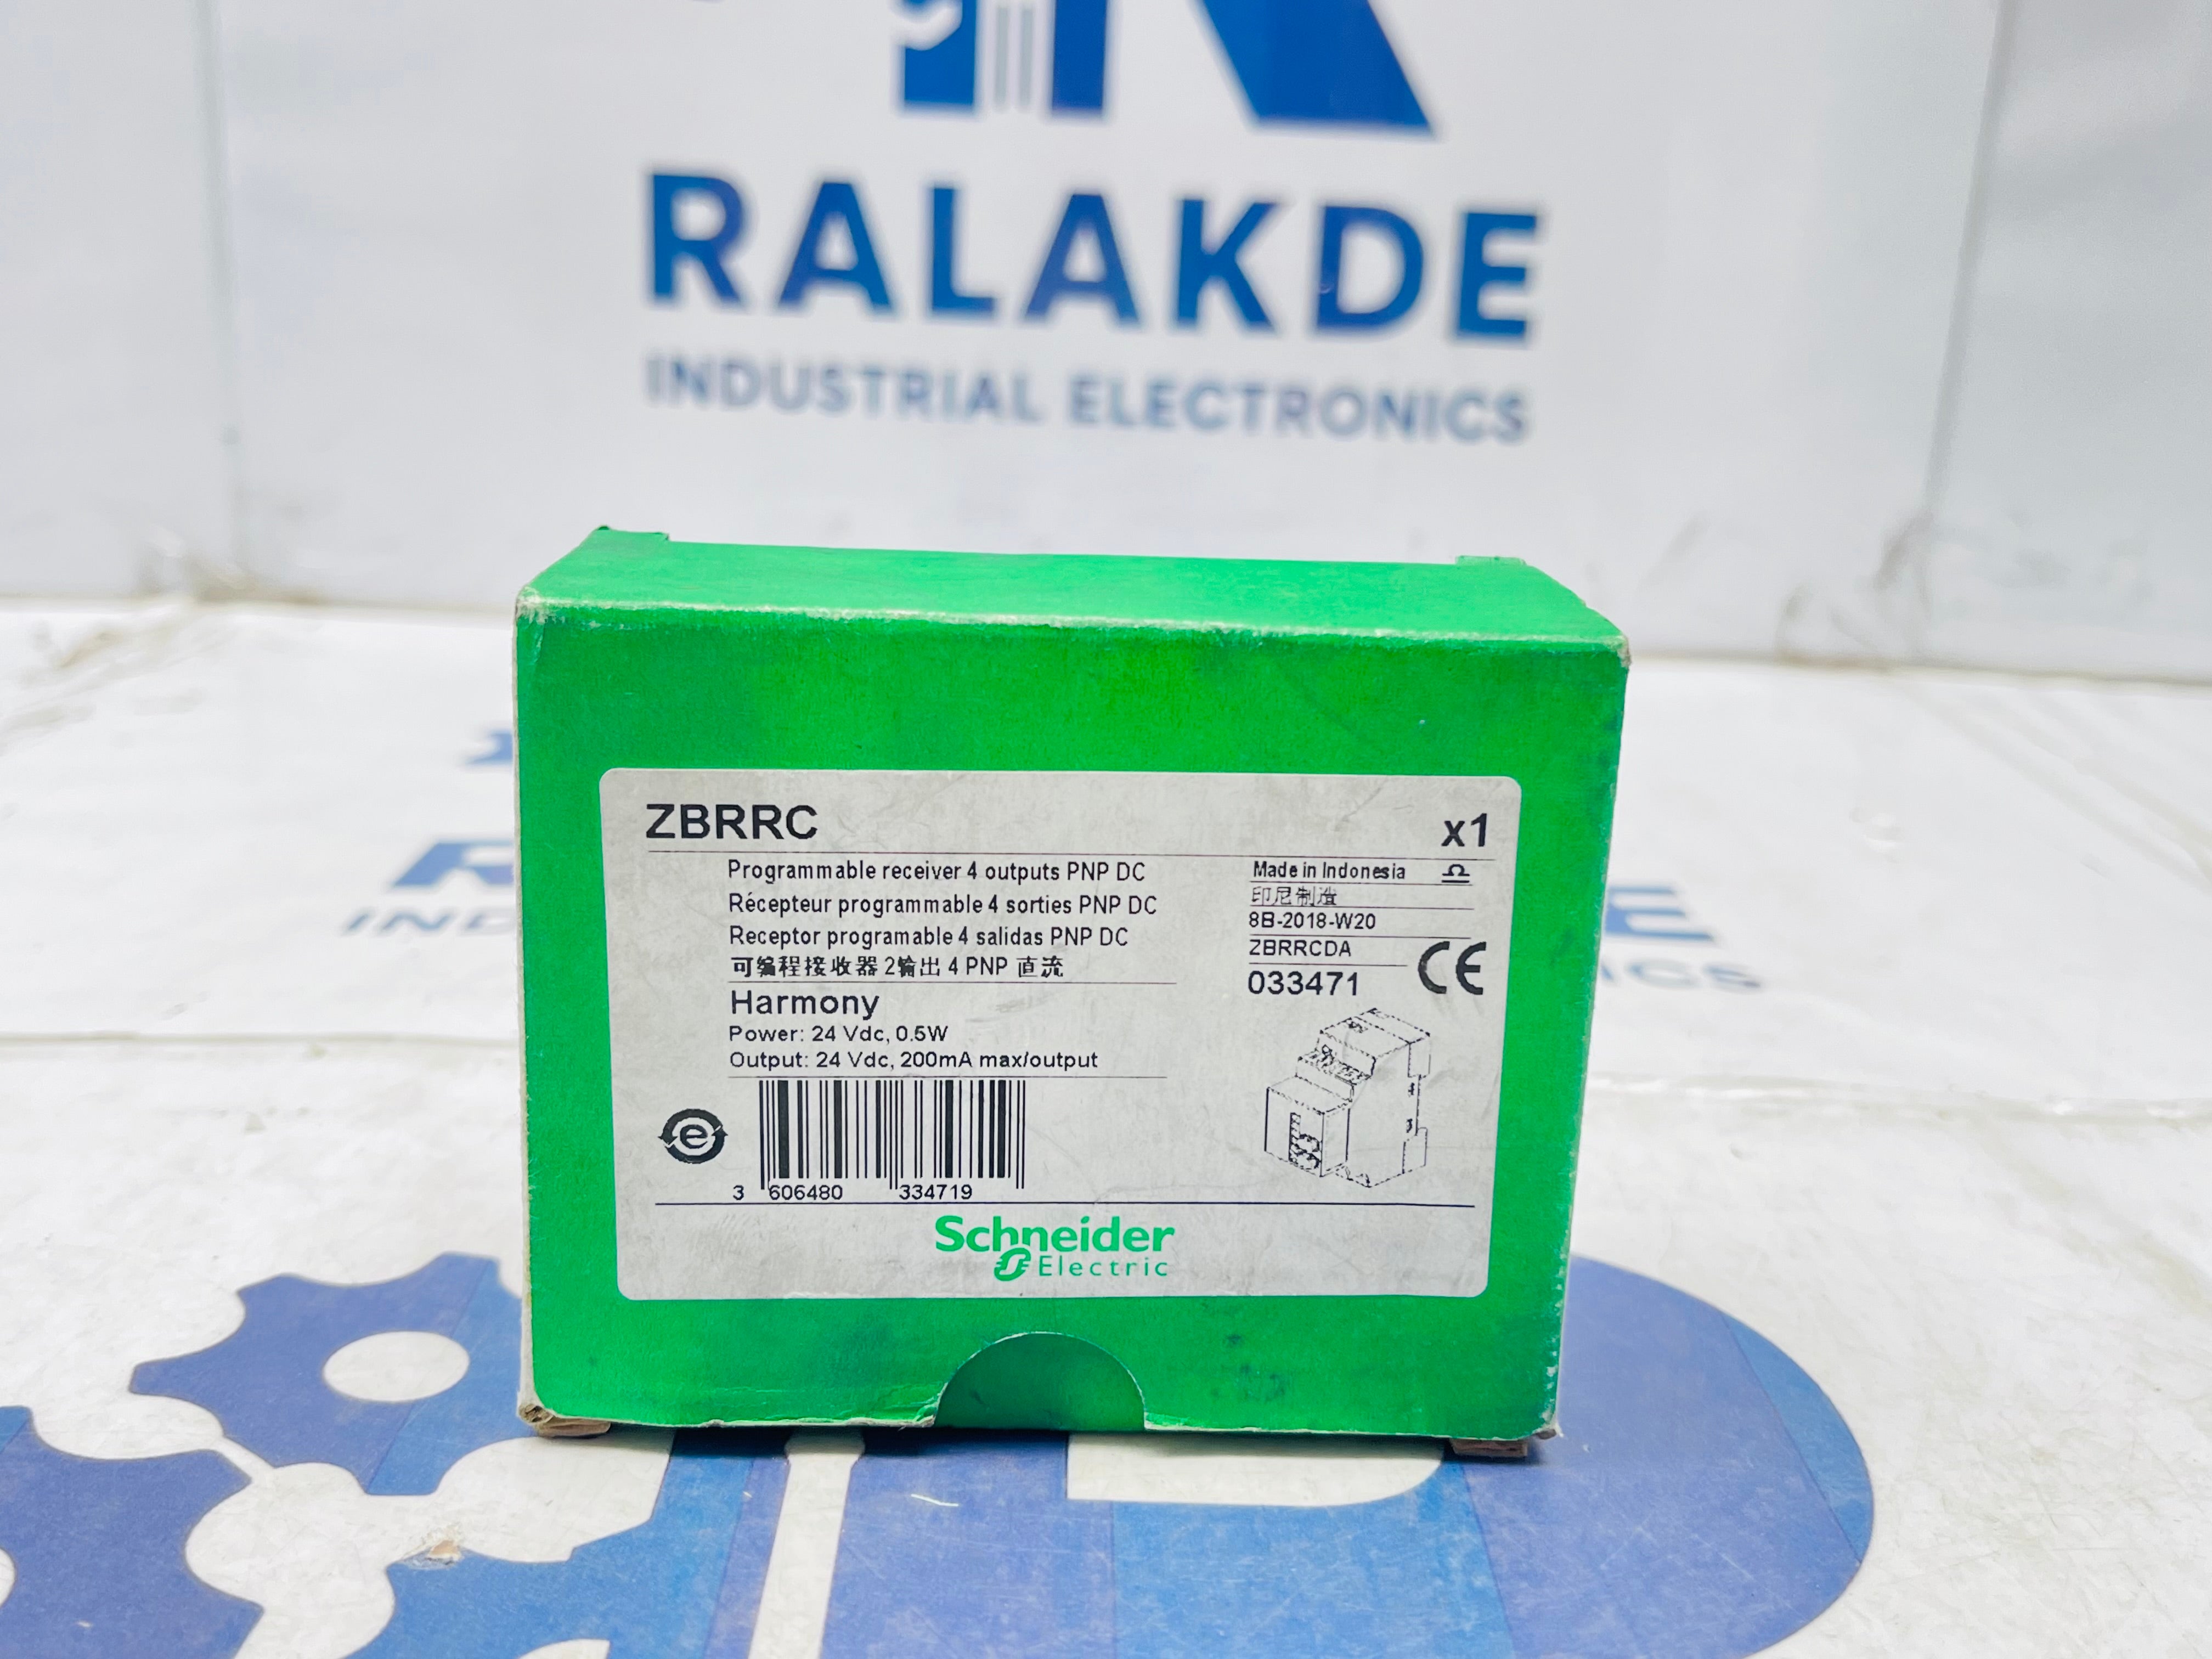 RALAKDE
INDUSTRIAL ELECTRONICS
ZBRRC
x1
Programmable receiver 4 outputs PNP DC
Récepteur programmable 4 sorties PNP DC
Receptor programable 4 salidas PNP DC
可编程接收器 2输出 4 PNP 直流
Harmony
Power: 24 Vdc, 0.5W
Output: 24 Vdc, 200mA max/output
Made in Indonesia
印尼制造
8B-2018-W20
ZBRRCDA
033471
CE
e
3 606480 334719
Schneider
Electric